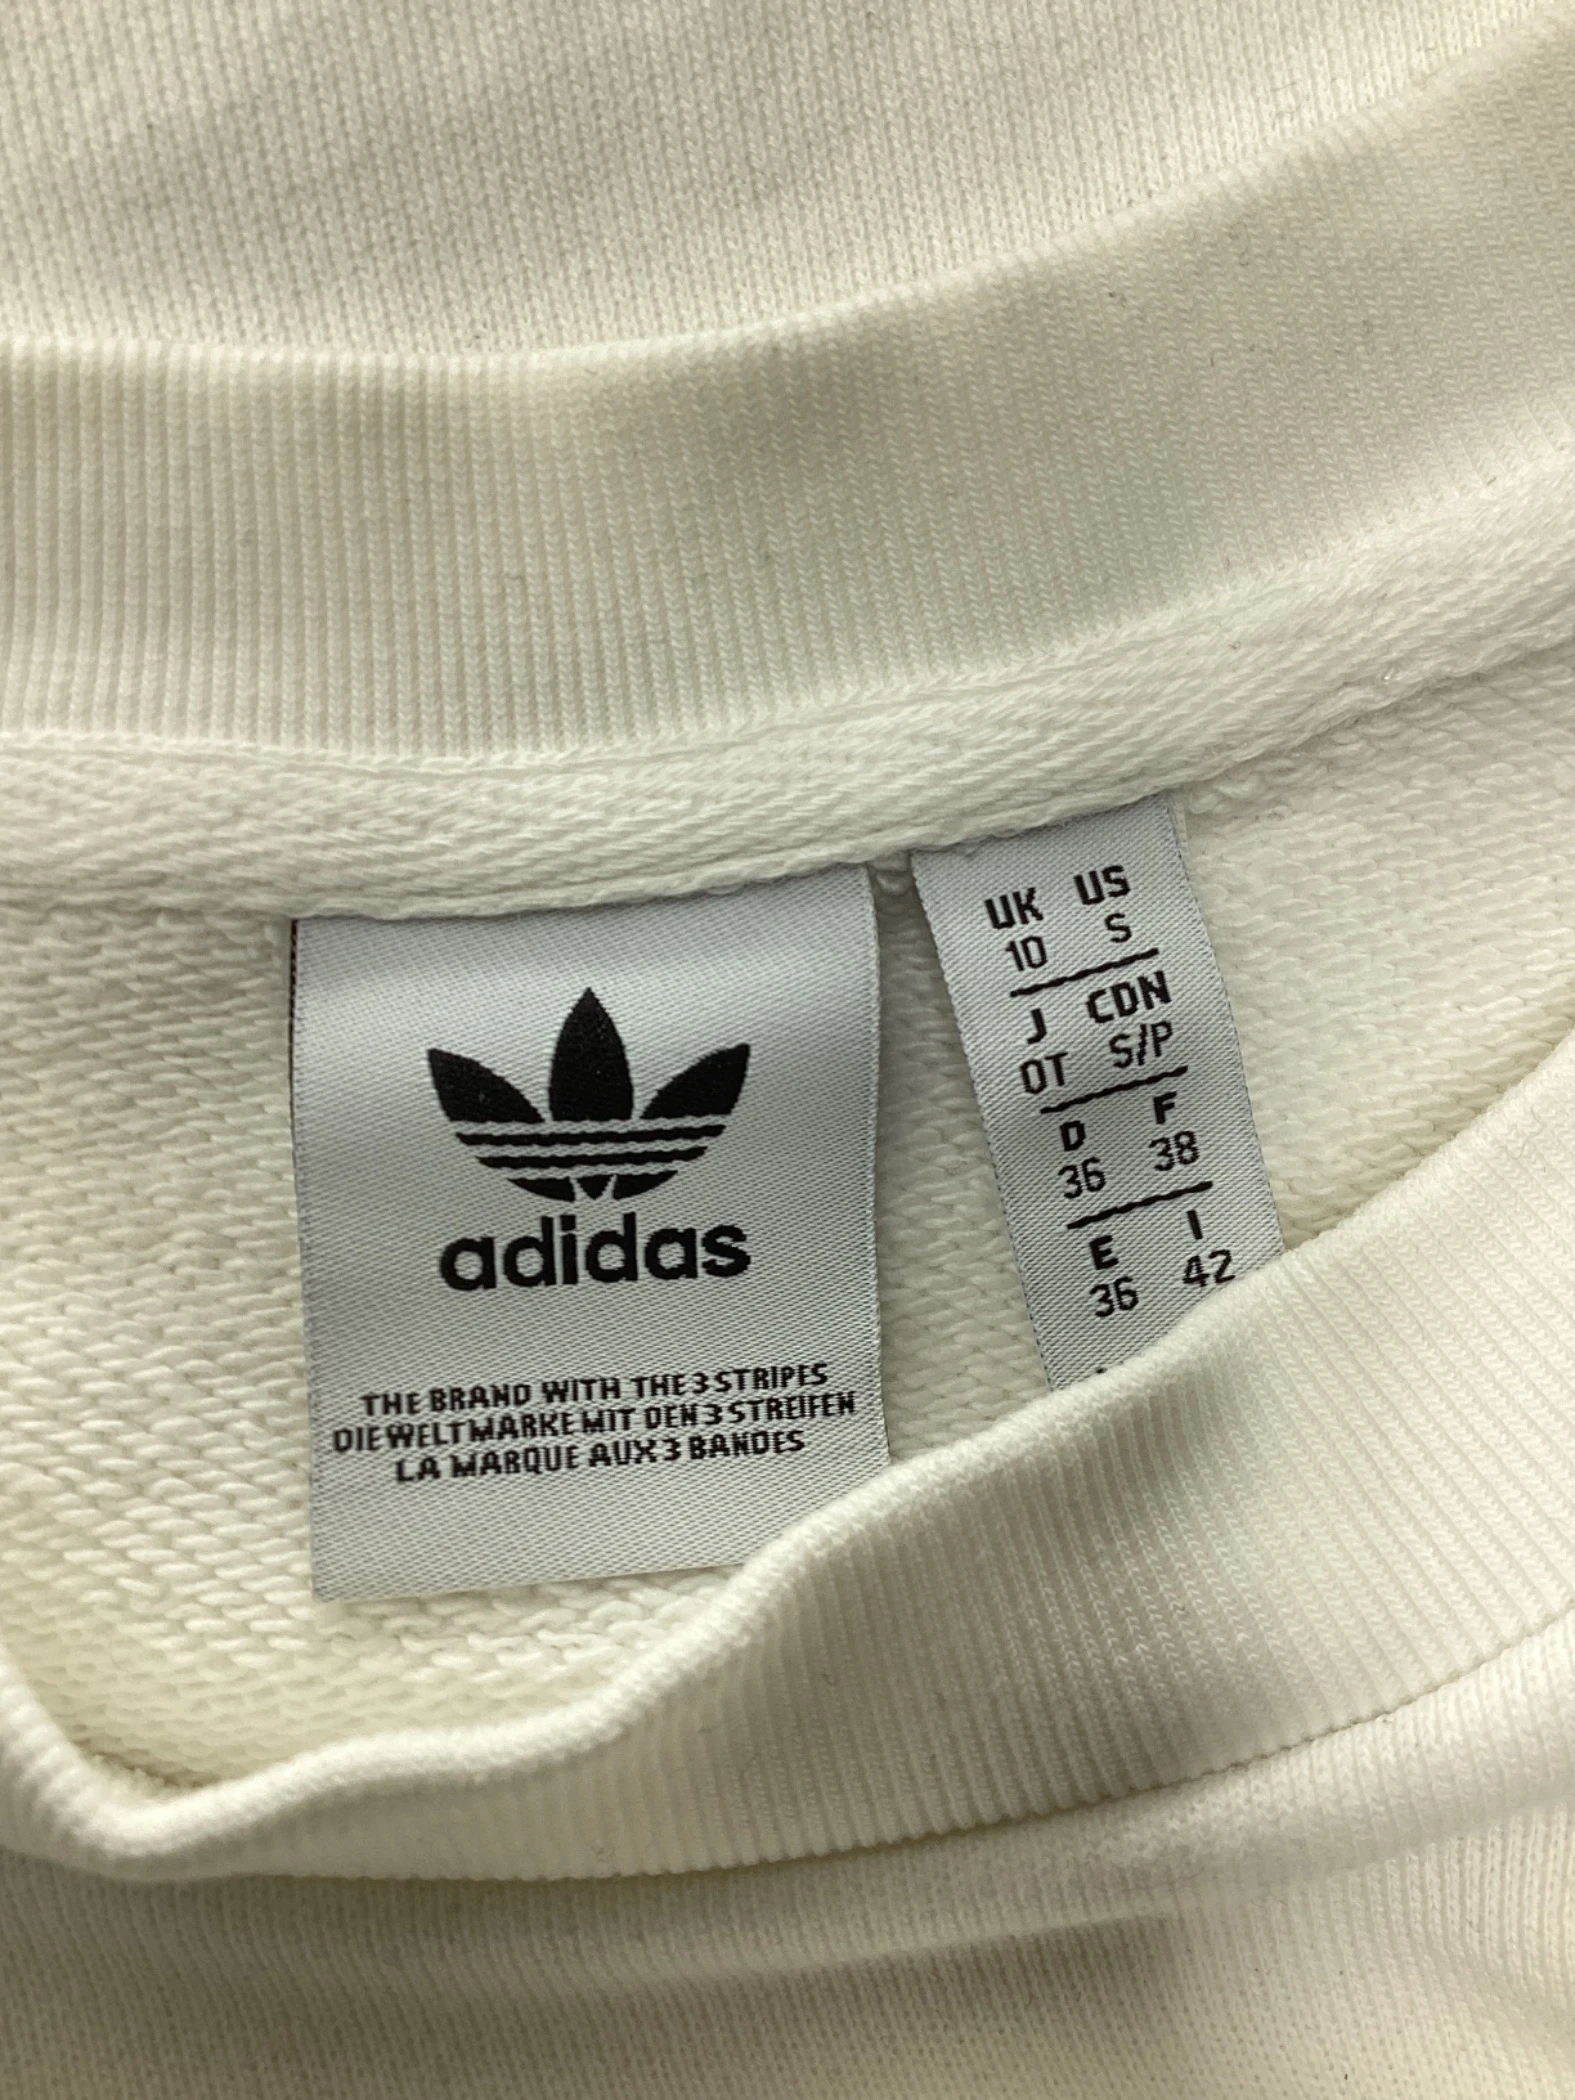 adidas
THE BRAND WITH THE 3 STRIPES
DIE WELTMARKE MIT DEN 3 STREIFEN
LA MARQUE AUX 3 BANDES
UK US
10 S
J CDN
OT S/P
D F
36 38
E I
36 42